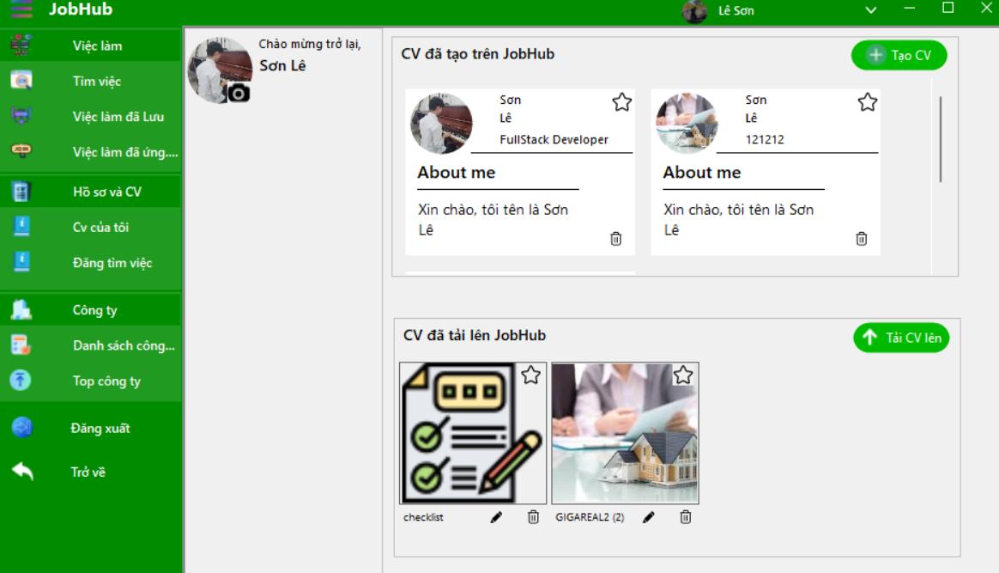 JobHub
Lê Sơn
Việc làm
Tìm việc
Việc làm đã Lưu
Việc làm đã ứng....
Hồ sơ và CV
Cv của tôi
Đăng tìm việc
Công ty
Danh sách công...
Top công ty
Đăng xuất
Trở về
Chào mừng trở lại,
Sơn Lê
CV đã tạo trên JobHub
Tạo CV
Sơn
Lê
FullStack Developer
About me
Xin chào, tôi tên là Sơn
Lê
Sơn
Lê
121212
About me
Xin chào, tôi tên là Sơn
Lê
CV đã tải lên JobHub
Tải CV lên
checklist
GIGAREAL2 (2)